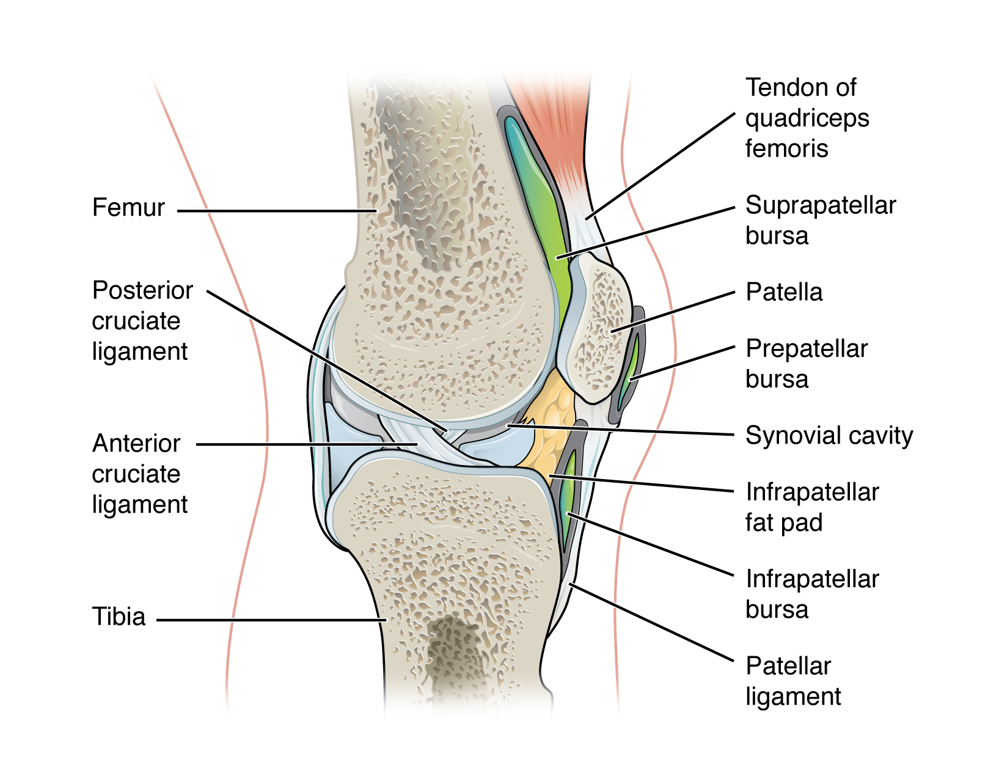 Femur
Posterior
cruciate
ligament
Anterior
cruciate
ligament
Tibia
Tendon of
quadriceps
femoris
Suprapatellar
bursa
Patella
Prepatellar
bursa
Synovial cavity
Infrapatellar
fat pad
Infrapatellar
bursa
Patellar
ligament